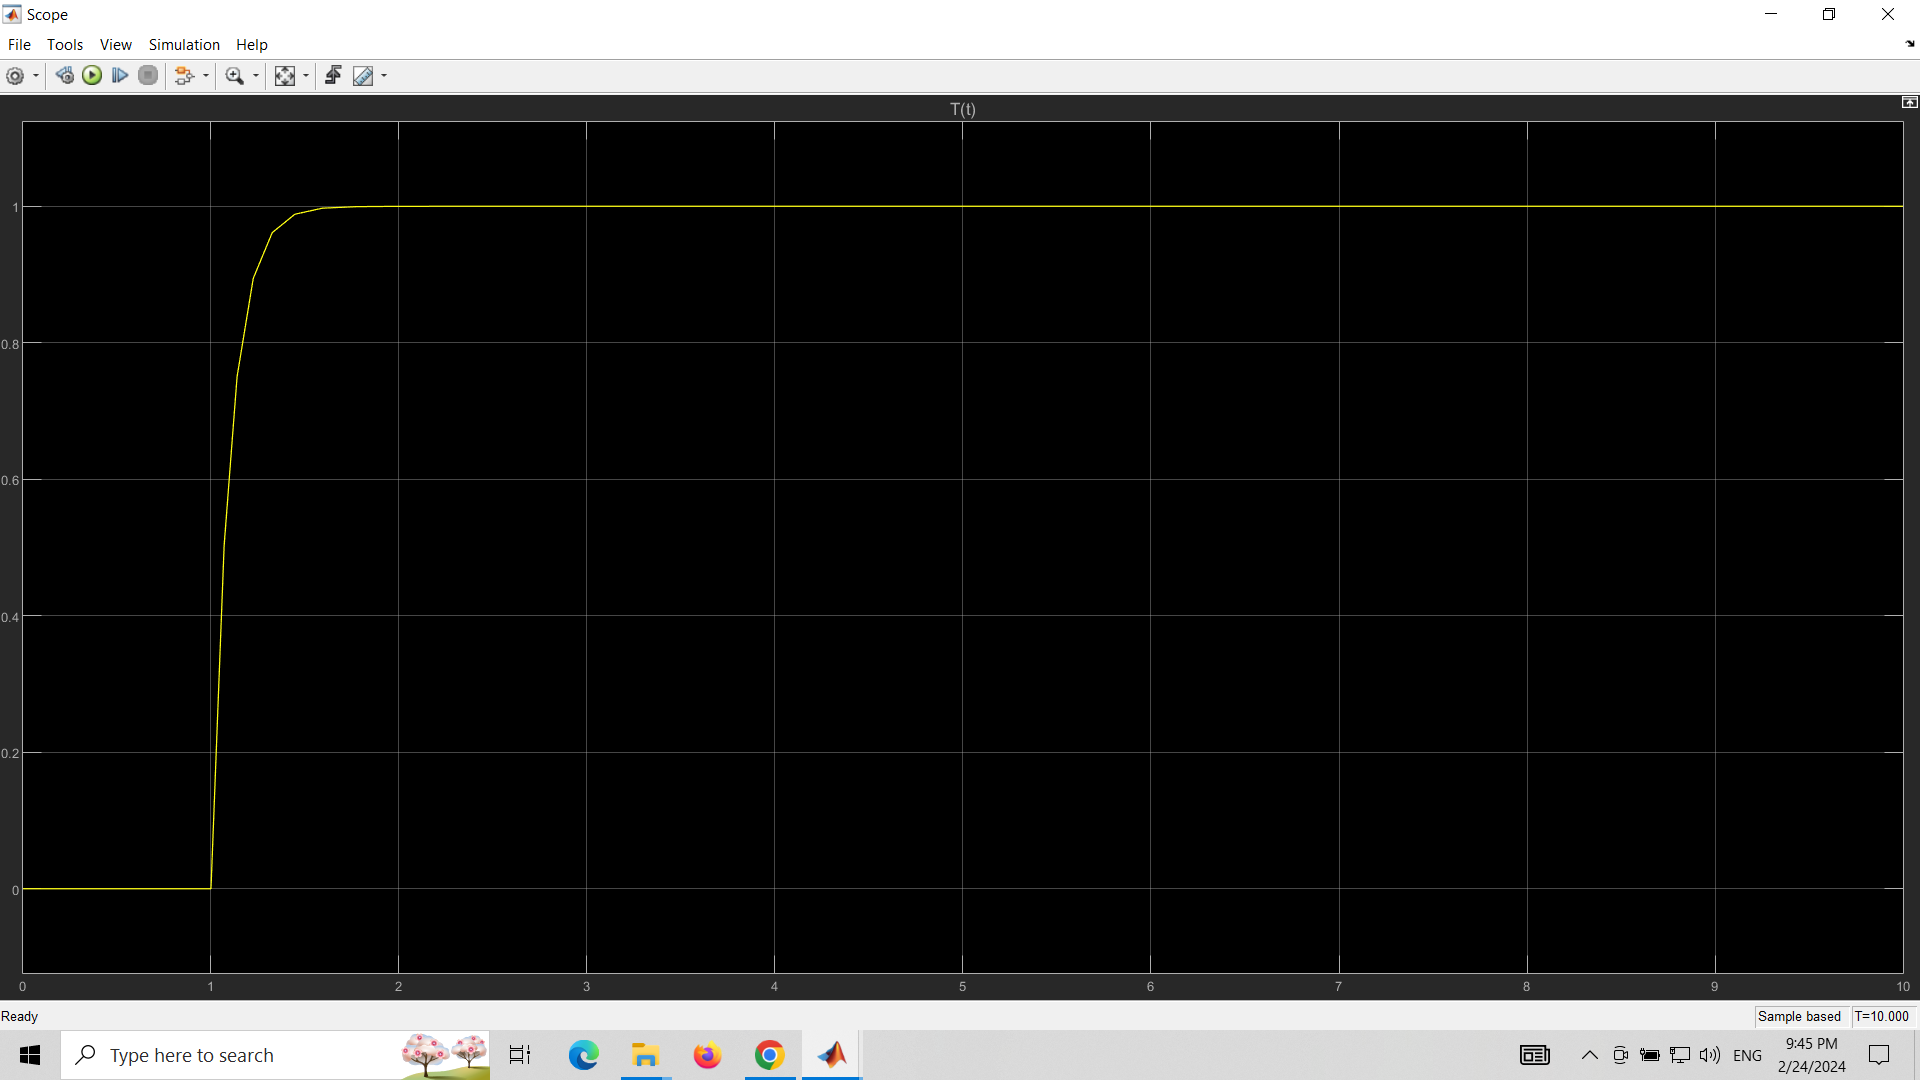 Scope
File Tools View Simulation Help
T(t)
1
0.8
0.6
0.4
0.2
0
0 1 2 3 4 5 6 7 8 9 10
Ready
Sample based T=10.000
Type here to search
ENG
9:45 PM
2/24/2024